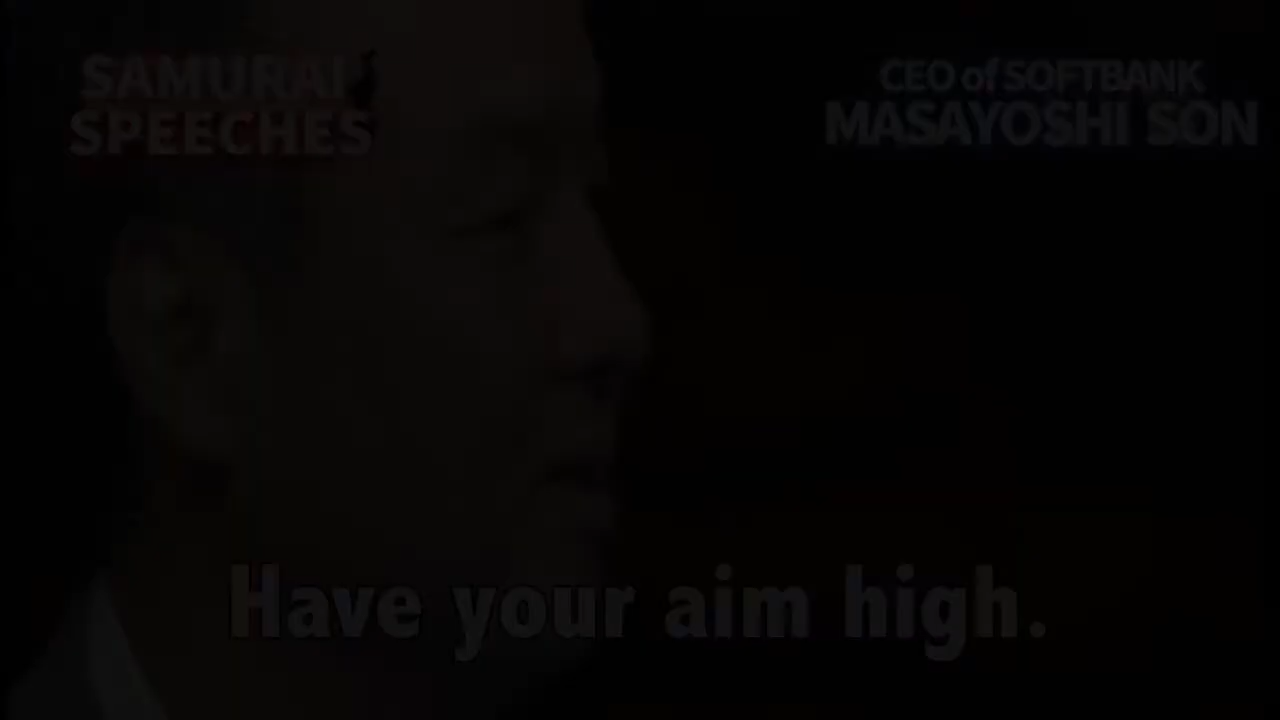 SAMURAI
SPEECHES
CEO of SOFTBANK
MASAYOSHI SON
Have your aim high.